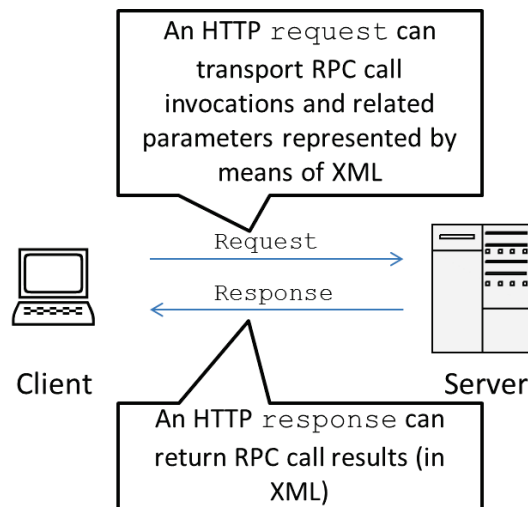 An HTTP request can
transport RPC call
invocations and related
parameters represented by
means of XML
Request
Response
Client
Server
An HTTP response can
return RPC call results (in
XML)